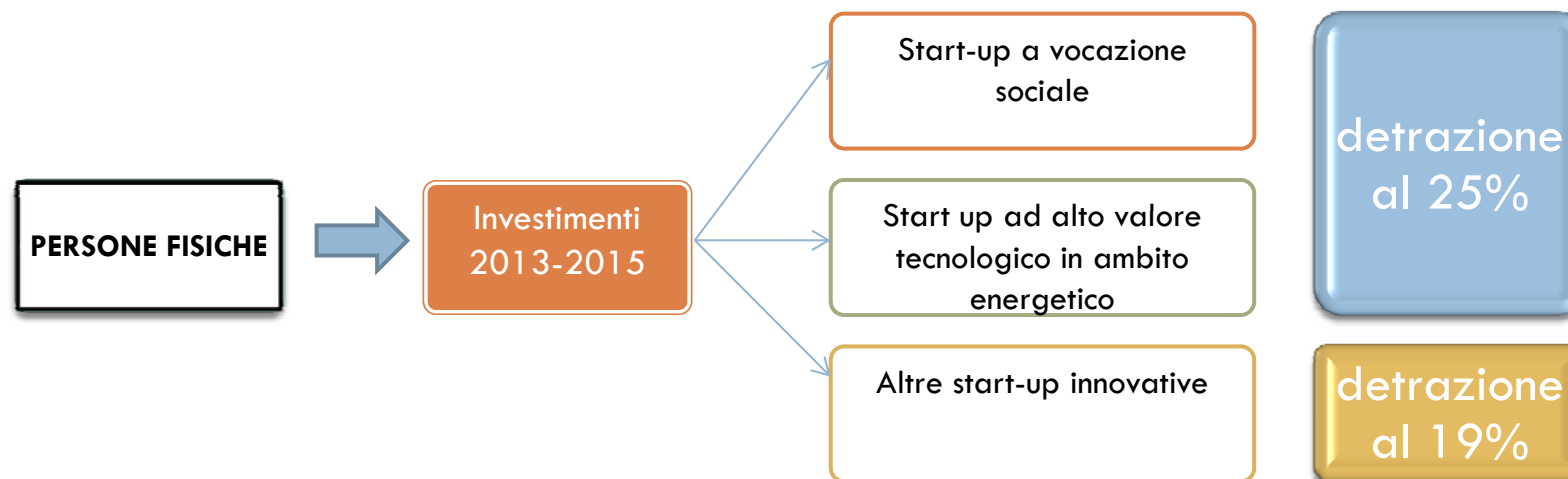 PERSONE FISICHE
Investimenti
2013-2015
Start-up a vocazione
sociale
Start up ad alto valore
tecnologico in ambito
energetico
Altre start-up innovative
detrazione
al 25%
detrazione
al 19%